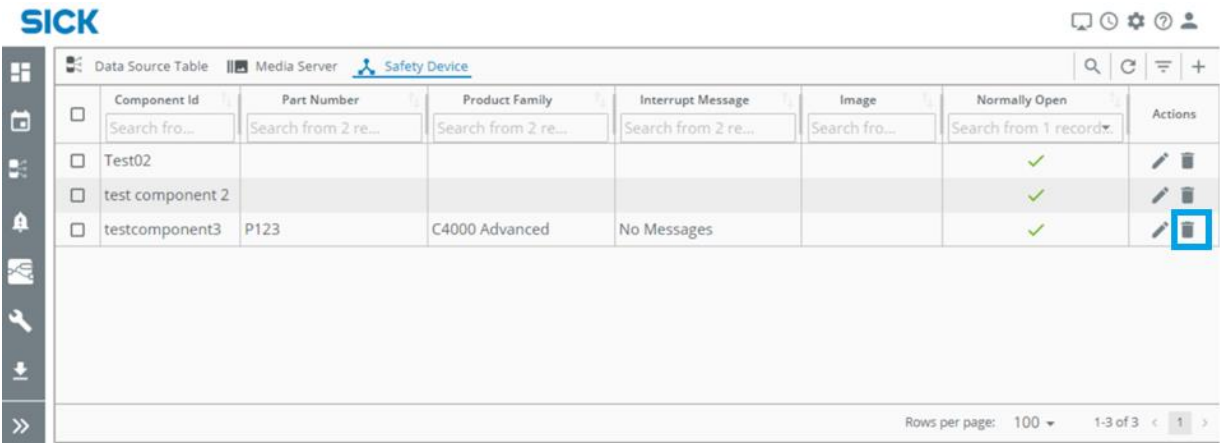 SICK
Data Source Table Media Server Safety Device
Component Id Part Number Product Family Interrupt Message Image Normally Open Actions
Search fro... Search from 2 re... Search from 2 re... Search from 2 re... Search fro... Search from 1 record...
Test02
test component 2
testcomponent3 P123 C4000 Advanced No Messages
Rows per page: 100 1-3 of 3 < 1 >